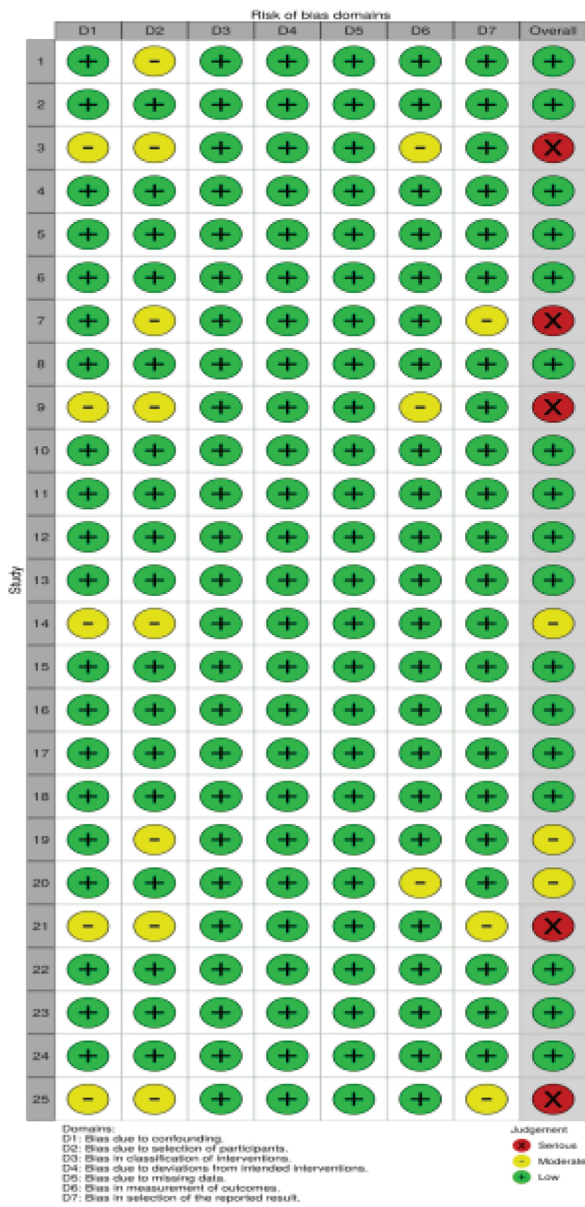 Risk of bias domains
D1 D2 D3 D4 D5 D6 D7 Overall
Study
1 + - + + + + + +
2 + + + + + + + +
3 - - + + + - + X
4 + + + + + + + +
5 + + + + + + + +
6 + + + + + + + +
7 + - + + + + - X
8 + + + + + + + +
9 - - + + + - + X
10 + + + + + + + +
11 + + + + + + + +
12 + + + + + + + +
13 + + + + + + + +
14 - - + + + + + -
15 + + + + + + + +
16 + + + + + + + +
17 + + + + + + + +
18 + + + + + + + +
19 + - + + + + + -
20 + + + + + - + -
21 - - + + + + - X
22 + + + + + + + +
23 + + + + + + + +
24 + + + + + + + +
25 - - + + + + - X
Domains:
D1: Bias due to confounding.
D2: Bias due to selection of participants.
D3: Bias in classification of interventions.
D4: Bias due to deviations from intended interventions.
D5: Bias due to missing data.
D6: Bias in measurement of outcomes.
D7: Bias in selection of the reported result.
Judgement
X Serious
- Moderate
+ Low